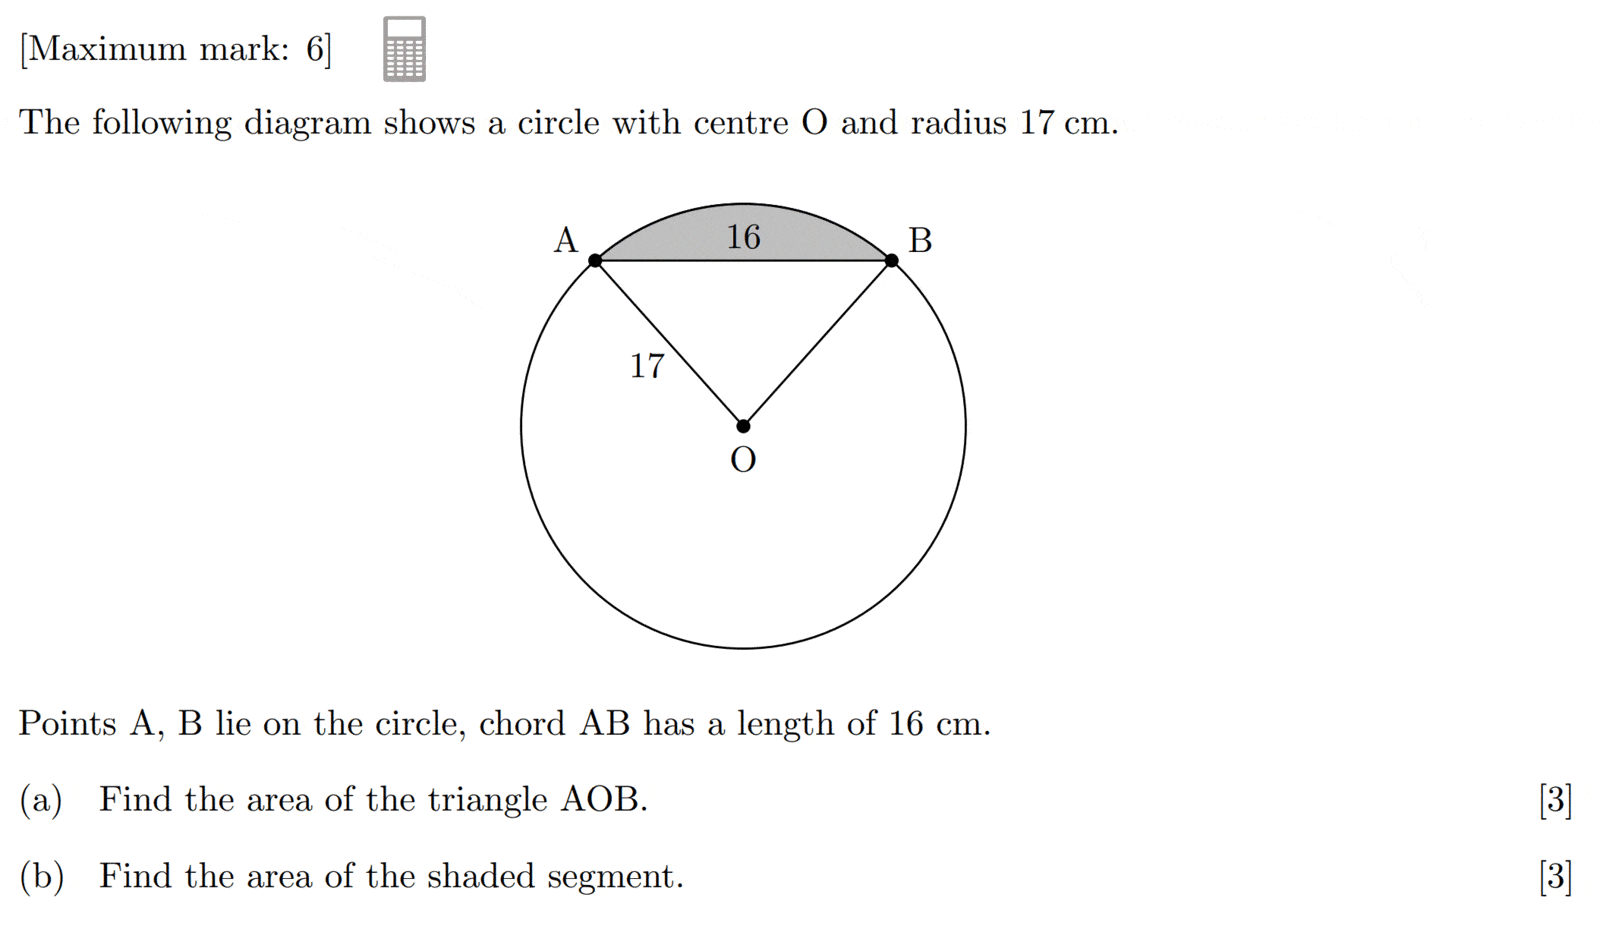 [Maximum mark: 6]
The following diagram shows a circle with centre O and radius 17 cm.
A
16
B
17
O
Points A, B lie on the circle, chord AB has a length of 16 cm.
(a) Find the area of the triangle AOB. [3]
(b) Find the area of the shaded segment. [3]